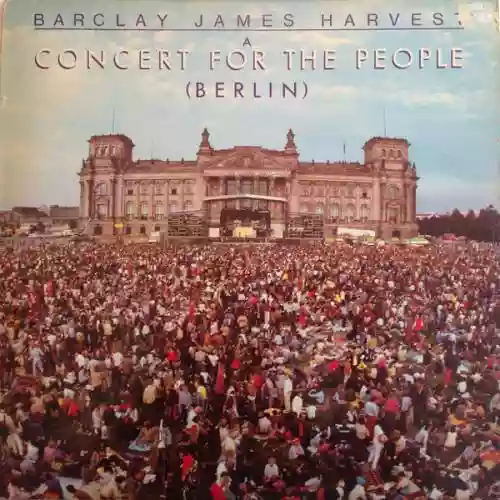 BARCLAY JAMES HARVEST
A
CONCERT FOR THE PEOPLE
(BERLIN)